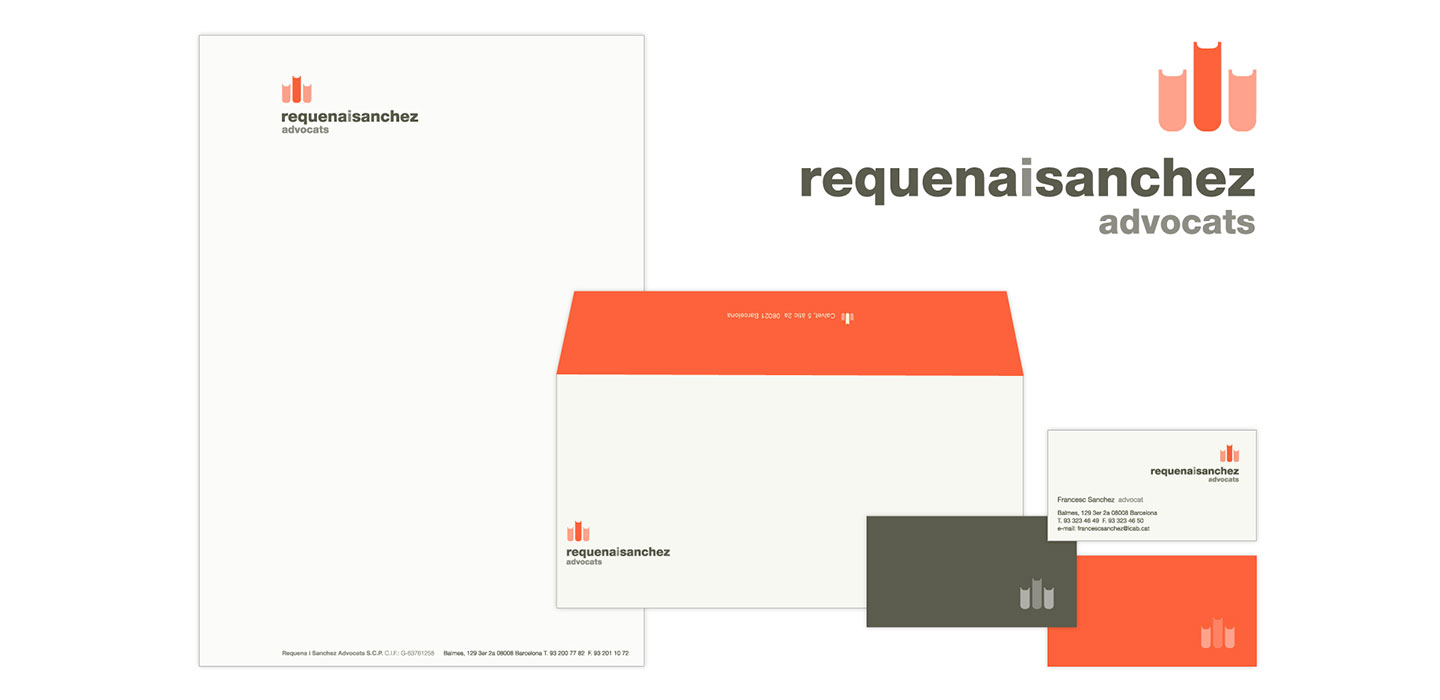 requenaisanchez
advocats
Requena i Sanchez Advocats S.C.P. C.I.F.: G-63761258 Balmes, 129 3er 2a 08008 Barcelona T. 93 200 77 82 F. 93 201 10 72
requenaisanchez
advocats
Calvet, 5 àtic 2a 08021 Barcelona
requenaisanchez
advocats
requenaisanchez
advocats
Francesc Sanchez advocat
Balmes, 129 3er 2a 08008 Barcelona
T. 93 323 46 49 F. 93 323 46 50
e-mail: francescsanchez@icab.cat